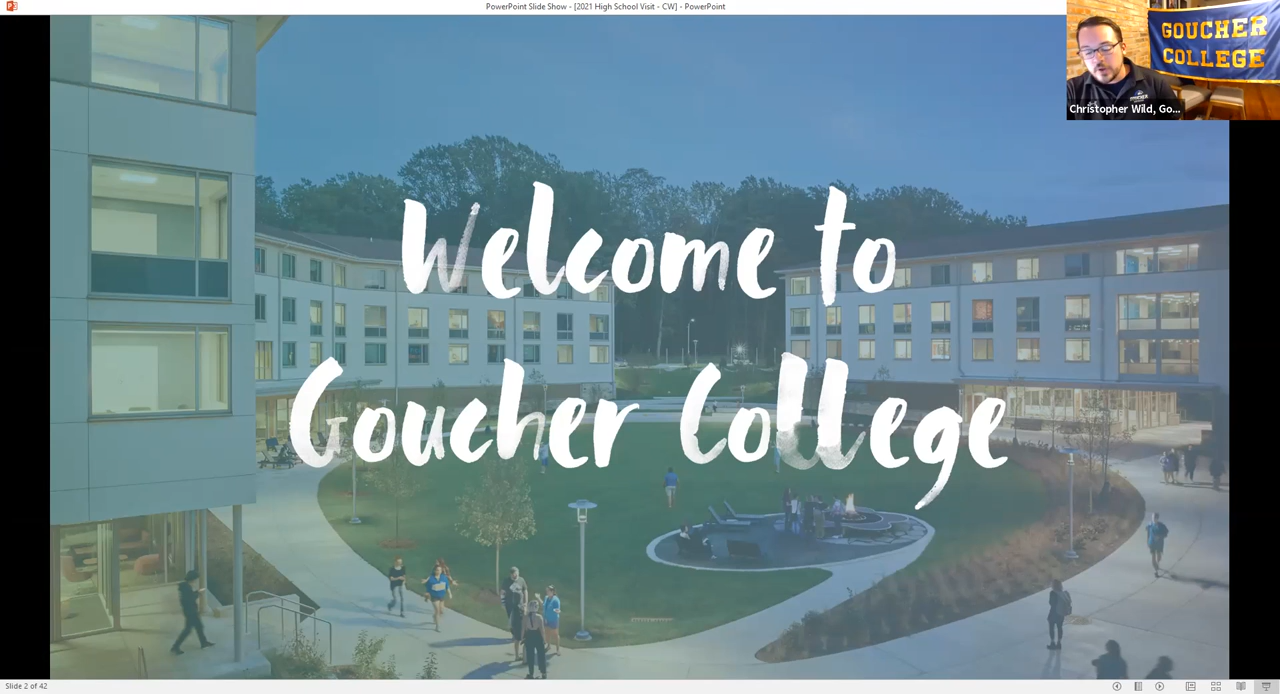 PowerPoint Slide Show - [2021 High School Visit - CW] - PowerPoint
GOUCHER
COLLEGE
Christopher Wild, Go...
Welcome to
Goucher College
Slide 2 of 42